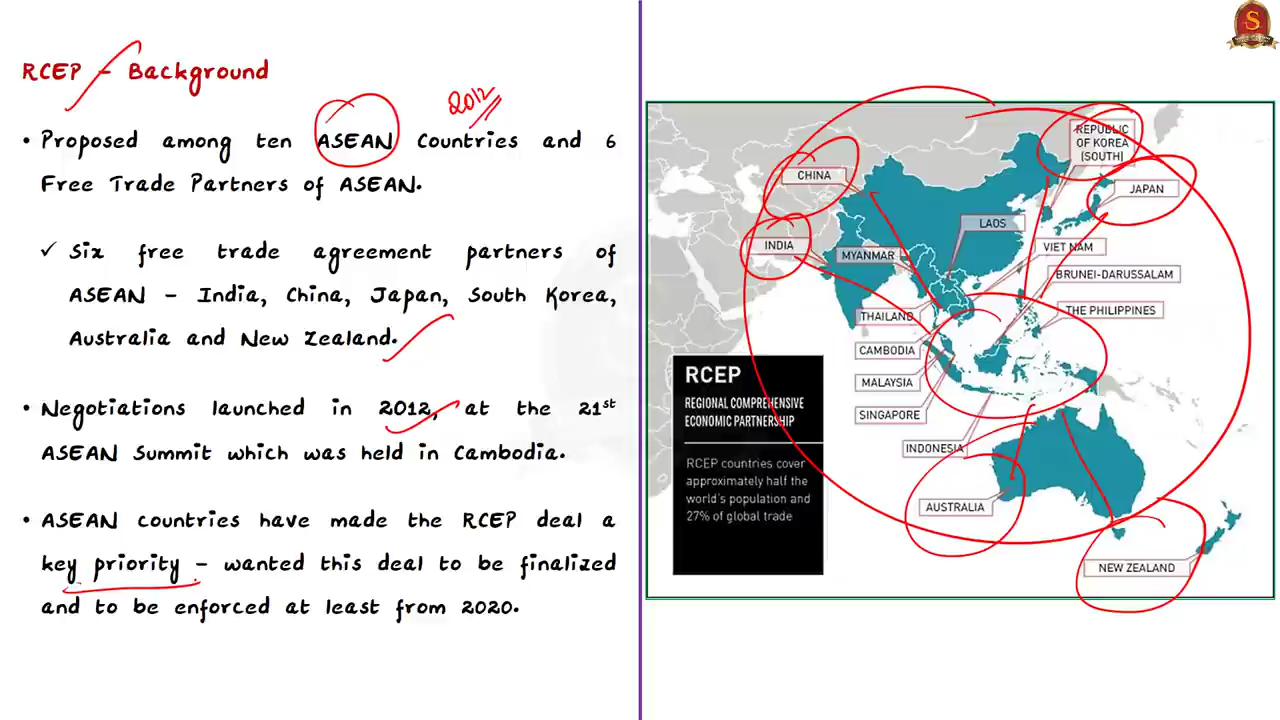 RCEP - Background
2012
• Proposed among ten ASEAN Countries and 6
Free Trade Partners of ASEAN.
✓ Six free trade agreement partners of
ASEAN - India, China, Japan, South Korea,
Australia and New Zealand.
• Negotiations launched in 2012, at the 21st
ASEAN Summit which was held in Cambodia.
• ASEAN countries have made the RCEP deal a
key priority - wanted this deal to be finalized
and to be enforced at least from 2020.
S
REPUBLIC
OF KOREA
(SOUTH)
CHINA
JAPAN
LAOS
INDIA
MYANMAR
VIET NAM
BRUNEI-DARUSSALAM
THE PHILIPPINES
THAILAND
CAMBODIA
MALAYSIA
SINGAPORE
INDONESIA
AUSTRALIA
NEW ZEALAND
RCEP
REGIONAL COMPREHENSIVE
ECONOMIC PARTNERSHIP
RCEP countries cover
approximately half the
world's population and
27% of global trade